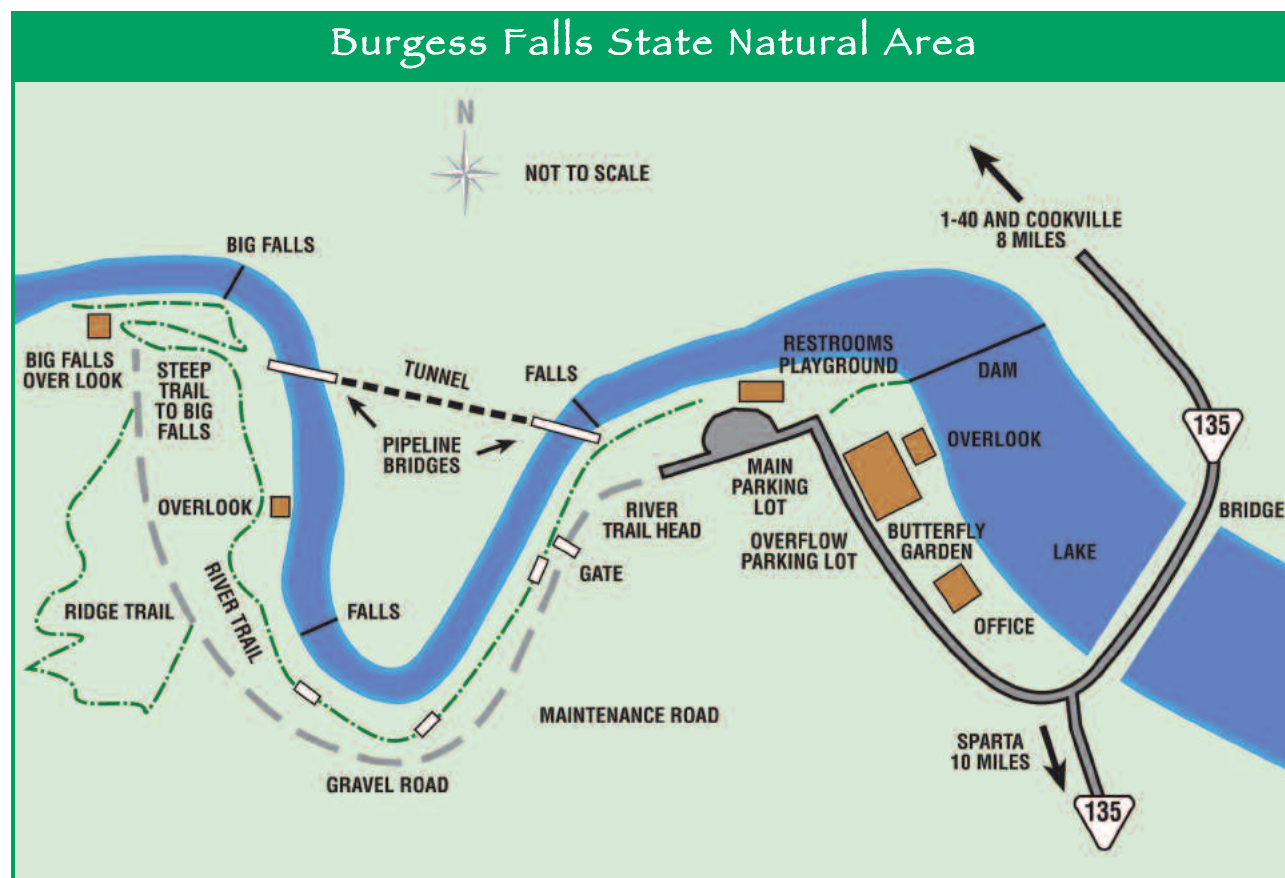 Burgess Falls State Natural Area
N
NOT TO SCALE
1-40 AND COOKVILLE
8 MILES
BIG FALLS
RESTROOMS
PLAYGROUND
BIG FALLS
OVER LOOK
STEEP
TRAIL
TO BIG
FALLS
TUNNEL
FALLS
DAM
135
PIPELINE
BRIDGES
OVERLOOK
MAIN
PARKING
LOT
OVERLOOK
RIVER
TRAIL HEAD
OVERFLOW
PARKING LOT
BUTTERFLY
GARDEN
LAKE
BRIDGE
GATE
RIDGE TRAIL
RIVER TRAIL
FALLS
OFFICE
MAINTENANCE ROAD
SPARTA
10 MILES
GRAVEL ROAD
135